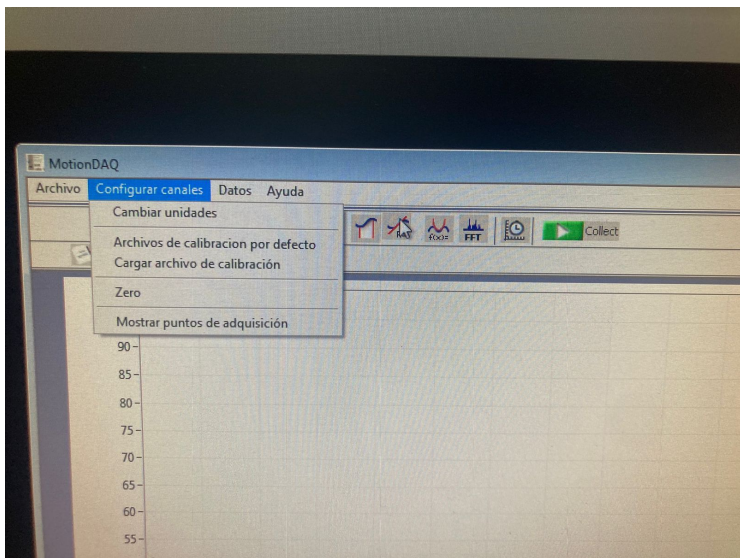 MotionDAQ
Archivo Configurar canales Datos Ayuda
Cambiar unidades
Archivos de calibracion por defecto
Cargar archivo de calibración
Zero
Mostrar puntos de adquisición
RAS f(x)= FFT Collect
90
85
80
75
70
65
60
55